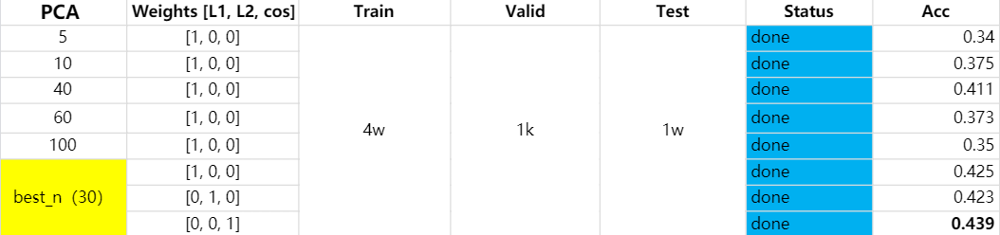 PCA Weights [L1, L2, cos] Train Valid Test Status Acc
5 [1, 0, 0] done 0.34
10 [1, 0, 0] done 0.375
40 [1, 0, 0] done 0.411
60 [1, 0, 0] done 0.373
4w 1k 1w
100 [1, 0, 0] done 0.35
[1, 0, 0] done 0.425
best_n (30) [0, 1, 0] done 0.423
[0, 0, 1] done 0.439